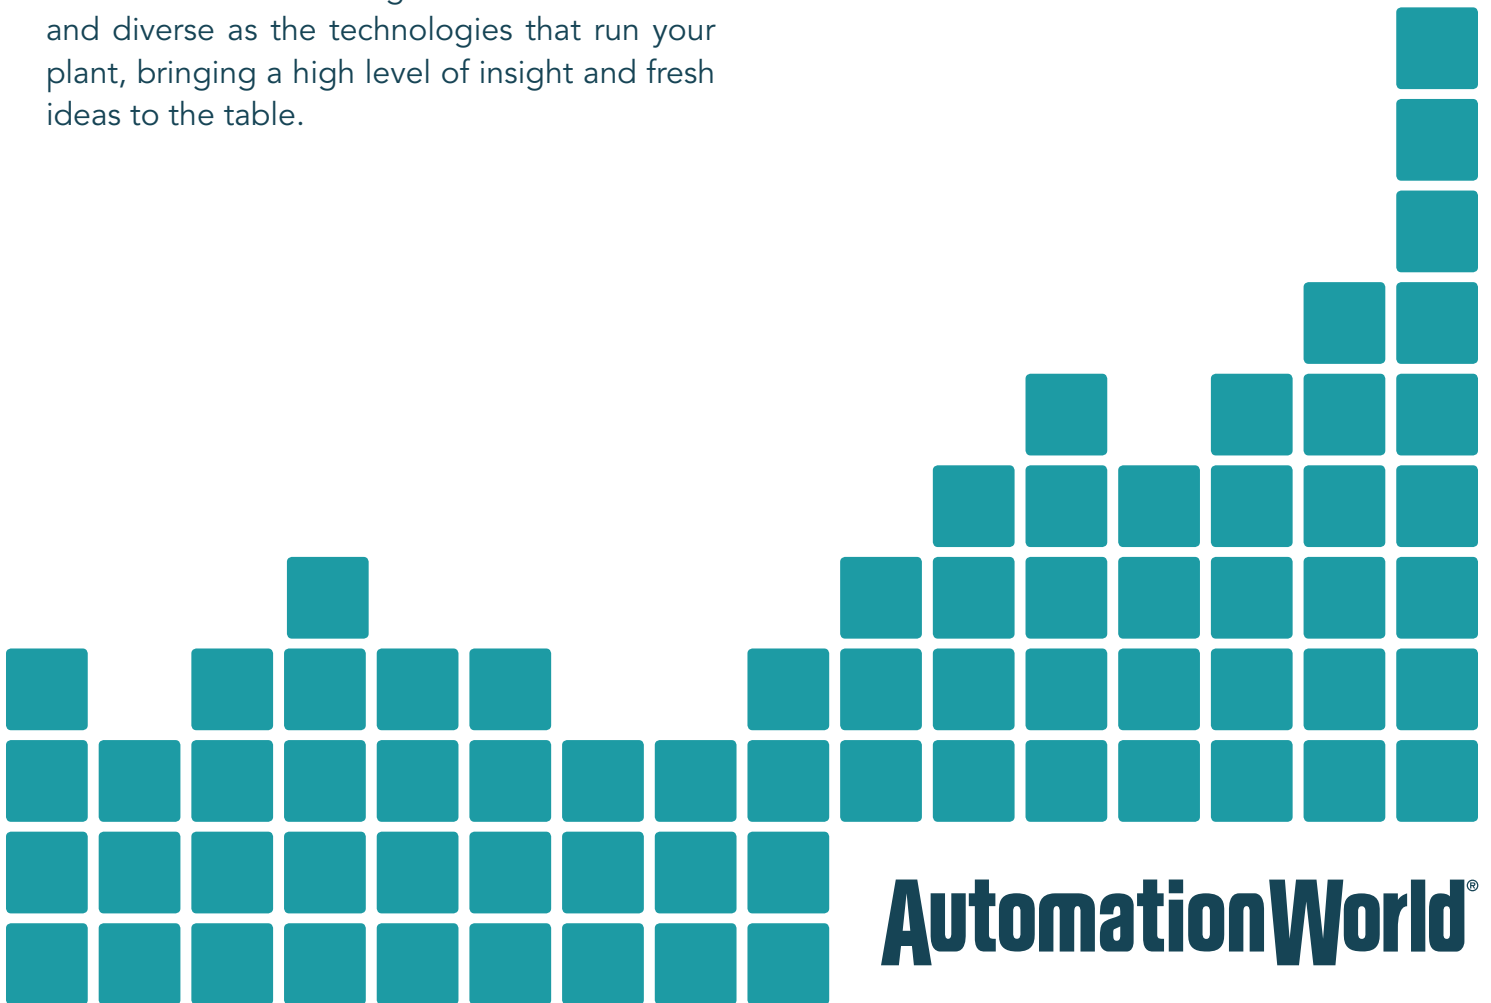 and diverse as the technologies that run your
plant, bringing a high level of insight and fresh
ideas to the table.
AutomationWorld®